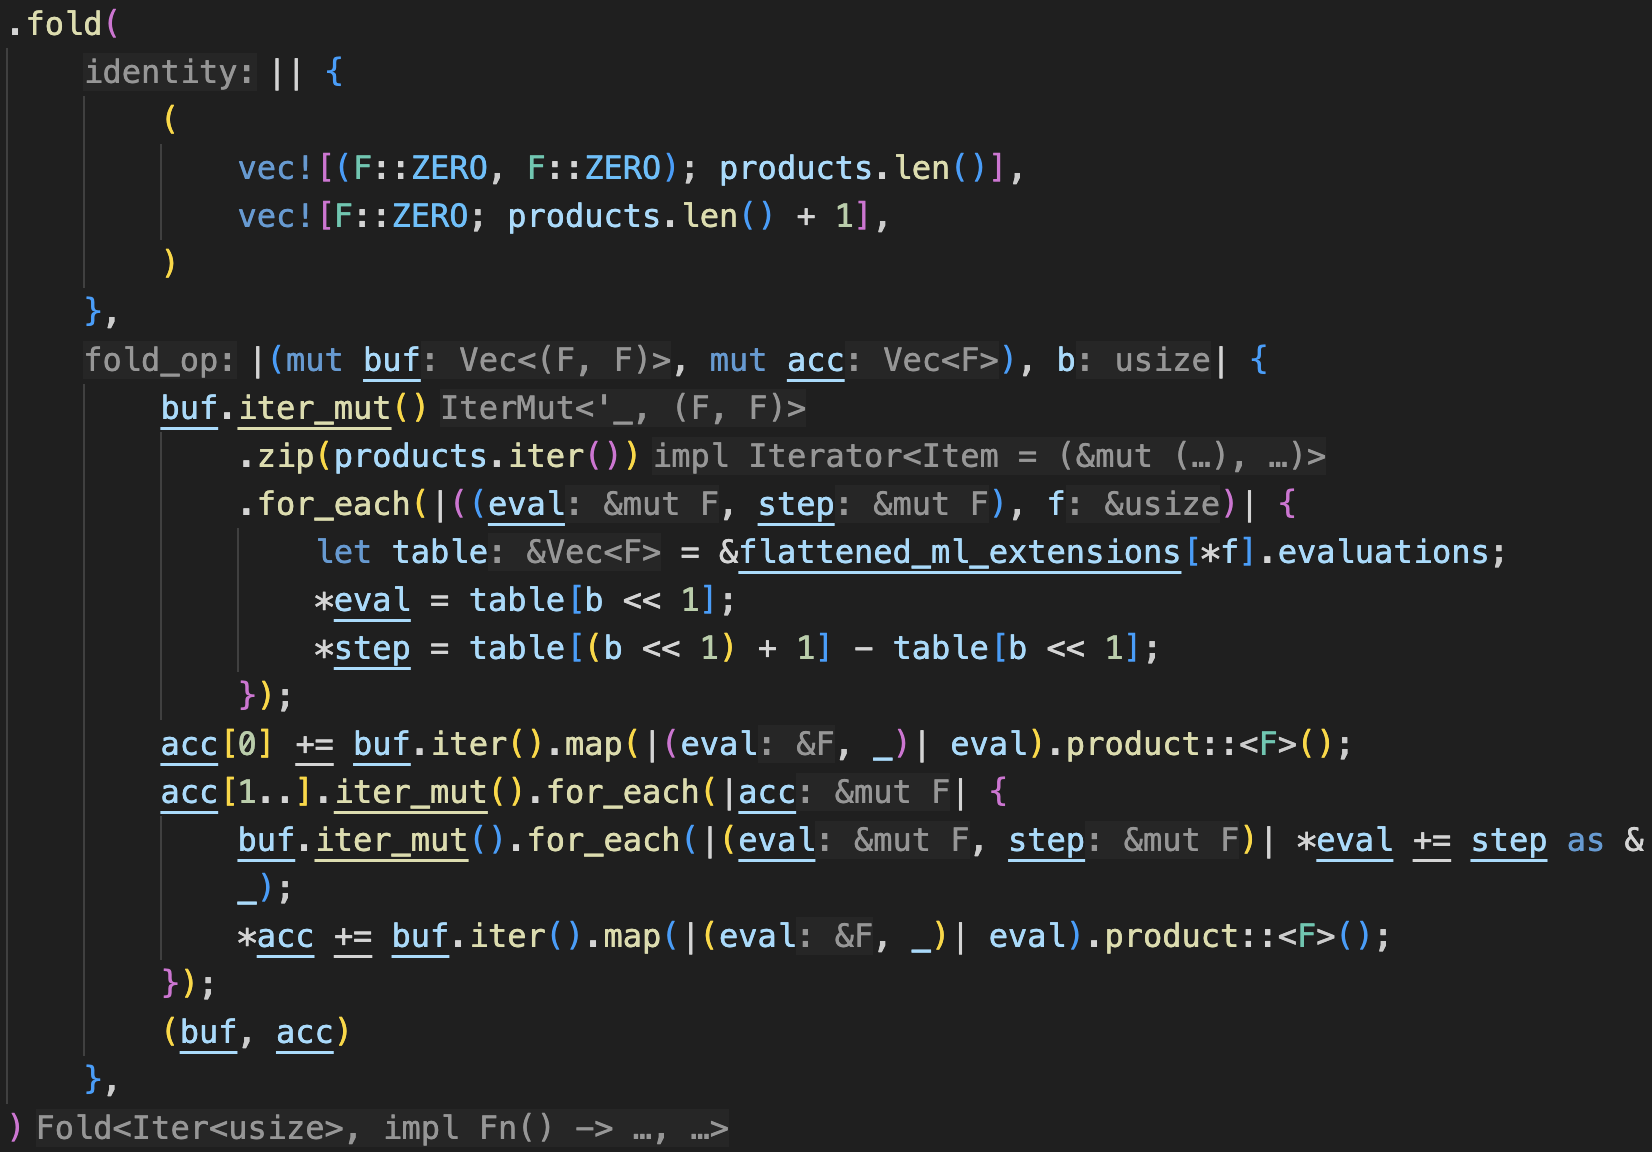 .fold(
identity: || {
(
vec![(F::ZERO, F::ZERO); products.len()],
vec![F::ZERO; products.len() + 1],
)
},
fold_op: |(mut buf: Vec<(F, F)>, mut acc: Vec<F>), b: usize| {
buf.iter_mut() IterMut<'_, (F, F)>
.zip(products.iter()) impl Iterator<Item = (&mut (…), …)>
.for_each(|((eval: &mut F, step: &mut F), f: &usize)| {
let table: &Vec<F> = &flattened_ml_extensions[*f].evaluations;
*eval = table[b << 1];
*step = table[(b << 1) + 1] - table[b << 1];
});
acc[0] += buf.iter().map(|(eval: &F, _)| eval).product::<F>();
acc[1..].iter_mut().for_each(|acc: &mut F| {
buf.iter_mut().for_each(|(eval: &mut F, step: &mut F)| *eval += step as &
_);
*acc += buf.iter().map(|(eval: &F, _)| eval).product::<F>();
});
(buf, acc)
},
) Fold<Iter<usize>, impl Fn() -> …, …>